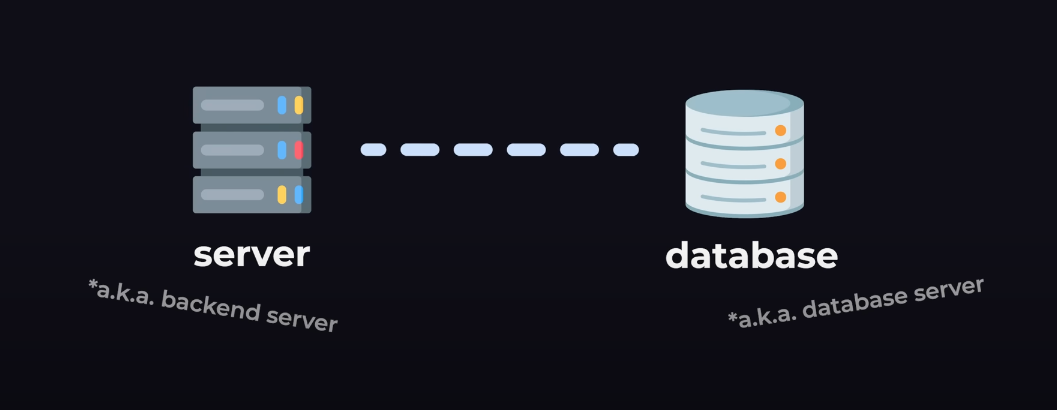 server
database
*a.k.a. backend server
*a.k.a. database server